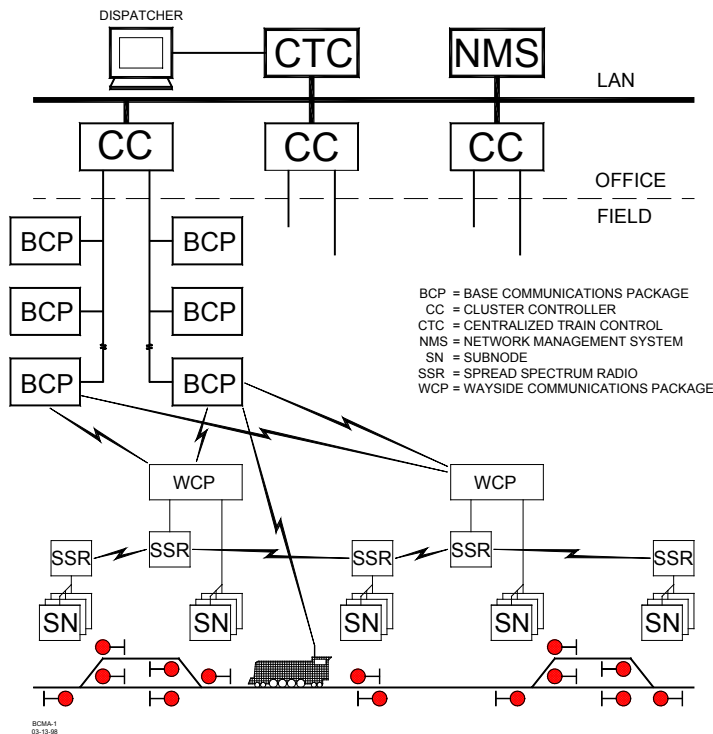 DISPATCHER
CTC
NMS
LAN
CC
CC
CC
OFFICE
FIELD
BCP
BCP
BCP
BCP
BCP
BCP
BCP = BASE COMMUNICATIONS PACKAGE
CC = CLUSTER CONTROLLER
CTC = CENTRALIZED TRAIN CONTROL
NMS = NETWORK MANAGEMENT SYSTEM
SN = SUBNODE
SSR = SPREAD SPECTRUM RADIO
WCP = WAYSIDE COMMUNICATIONS PACKAGE
WCP
WCP
SSR
SSR
SSR
SSR
SSR
SN
SN
SN
SN
SN
BCMA-1
03-13-98